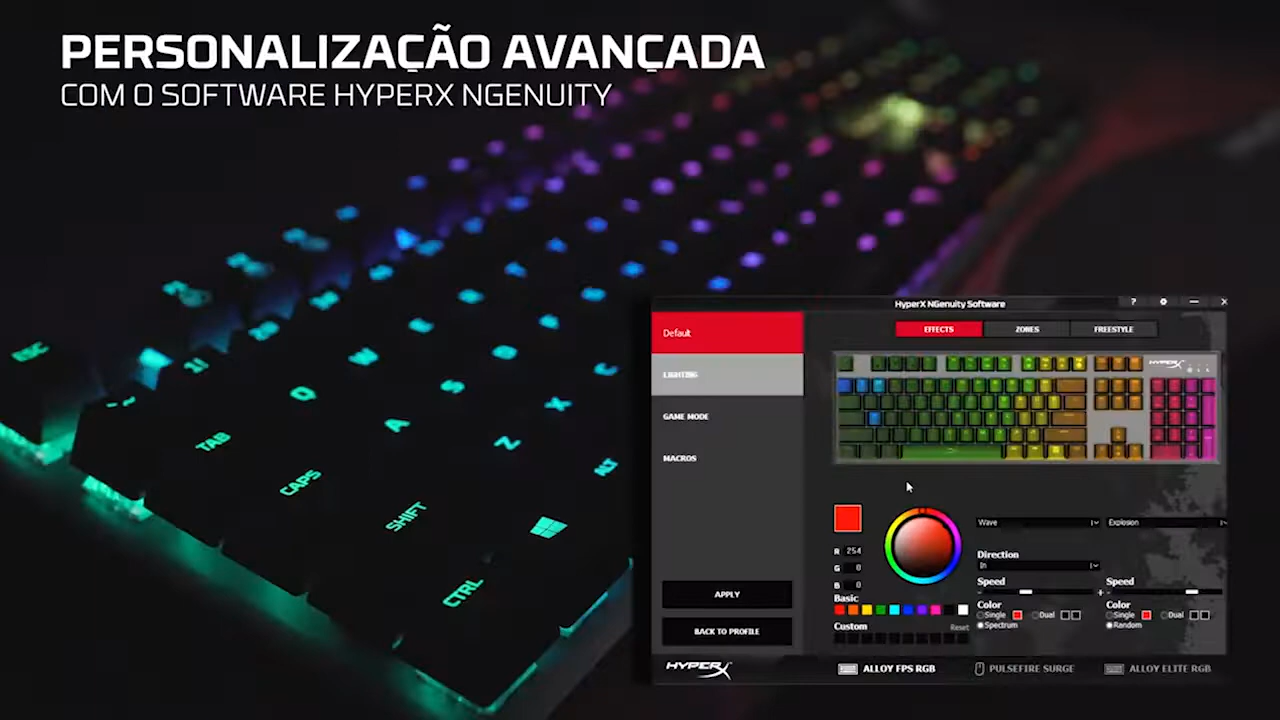 PERSONALIZAÇÃO AVANÇADA
COM O SOFTWARE HYPERX NGENUITY
ESC
TAB
Q
W
CAPS
A
S
SHIFT
Z
X
C
CTRL
ALT
HyperX NGenuity Software
?
Default
LIGHTING
GAME MODE
MACROS
APPLY
BACK TO PROFILE
EFFECTS
ZONES
FREESTYLE
HYPERX
R 254
G 0
B 0
Basic
Custom
Reset
Wave
Explosion
Direction
In
Speed
- +
Speed
Color
Single
Dual
Spectrum
Color
Single
Dual
Random
HYPERX
ALLOY FPS RGB
PULSEFIRE SURGE
ALLOY ELITE RGB